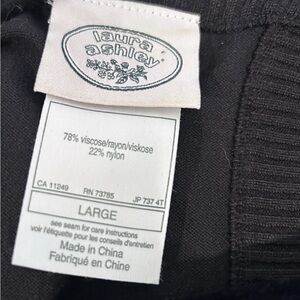 laura
ashley
78% viscose/rayon/viskose
22% nylon
CA 11249 RN 73785 JP 737 4T
LARGE
see seam for care instructions
voir l'étiquette pour les conseils d'entretien
Made in China
Fabriqué en Chine